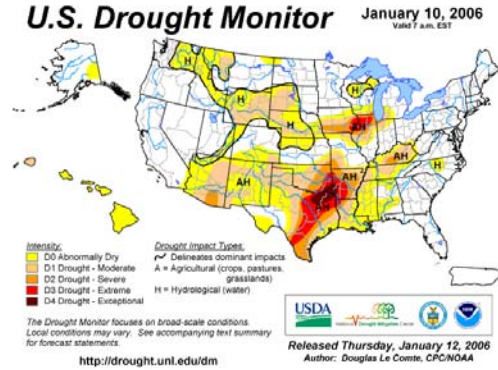 U.S. Drought Monitor
January 10, 2006
Valid 7 a.m. EST
H
H
H
H
H
AH
AH
AH
AH
Intensity:
D0 Abnormally Dry
D1 Drought - Moderate
D2 Drought - Severe
D3 Drought - Extreme
D4 Drought - Exceptional
Drought Impact Types:
Delineates dominant impacts
A = Agricultural (crops, pastures,
grasslands)
H = Hydrological (water)
The Drought Monitor focuses on broad-scale conditions.
Local conditions may vary. See accompanying text summary
for forecast statements.
http://drought.unl.edu/dm
USDA
National Drought Mitigation Center
Released Thursday, January 12, 2006
Author: Douglas Le Comte, CPC/NOAA